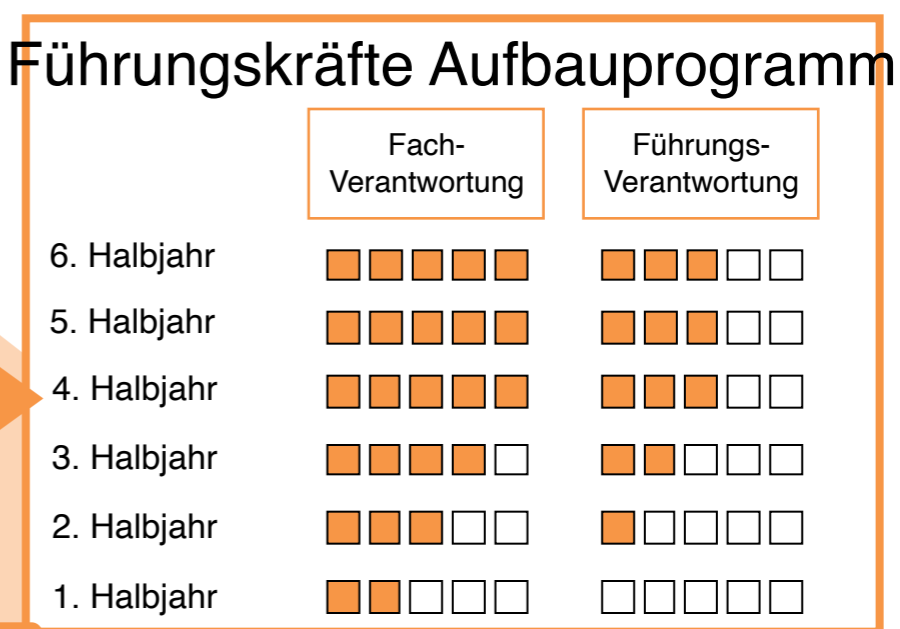 Führungskräfte Aufbauprogramm
Fach-
Verantwortung
Führungs-
Verantwortung
6. Halbjahr
5. Halbjahr
4. Halbjahr
3. Halbjahr
2. Halbjahr
1. Halbjahr